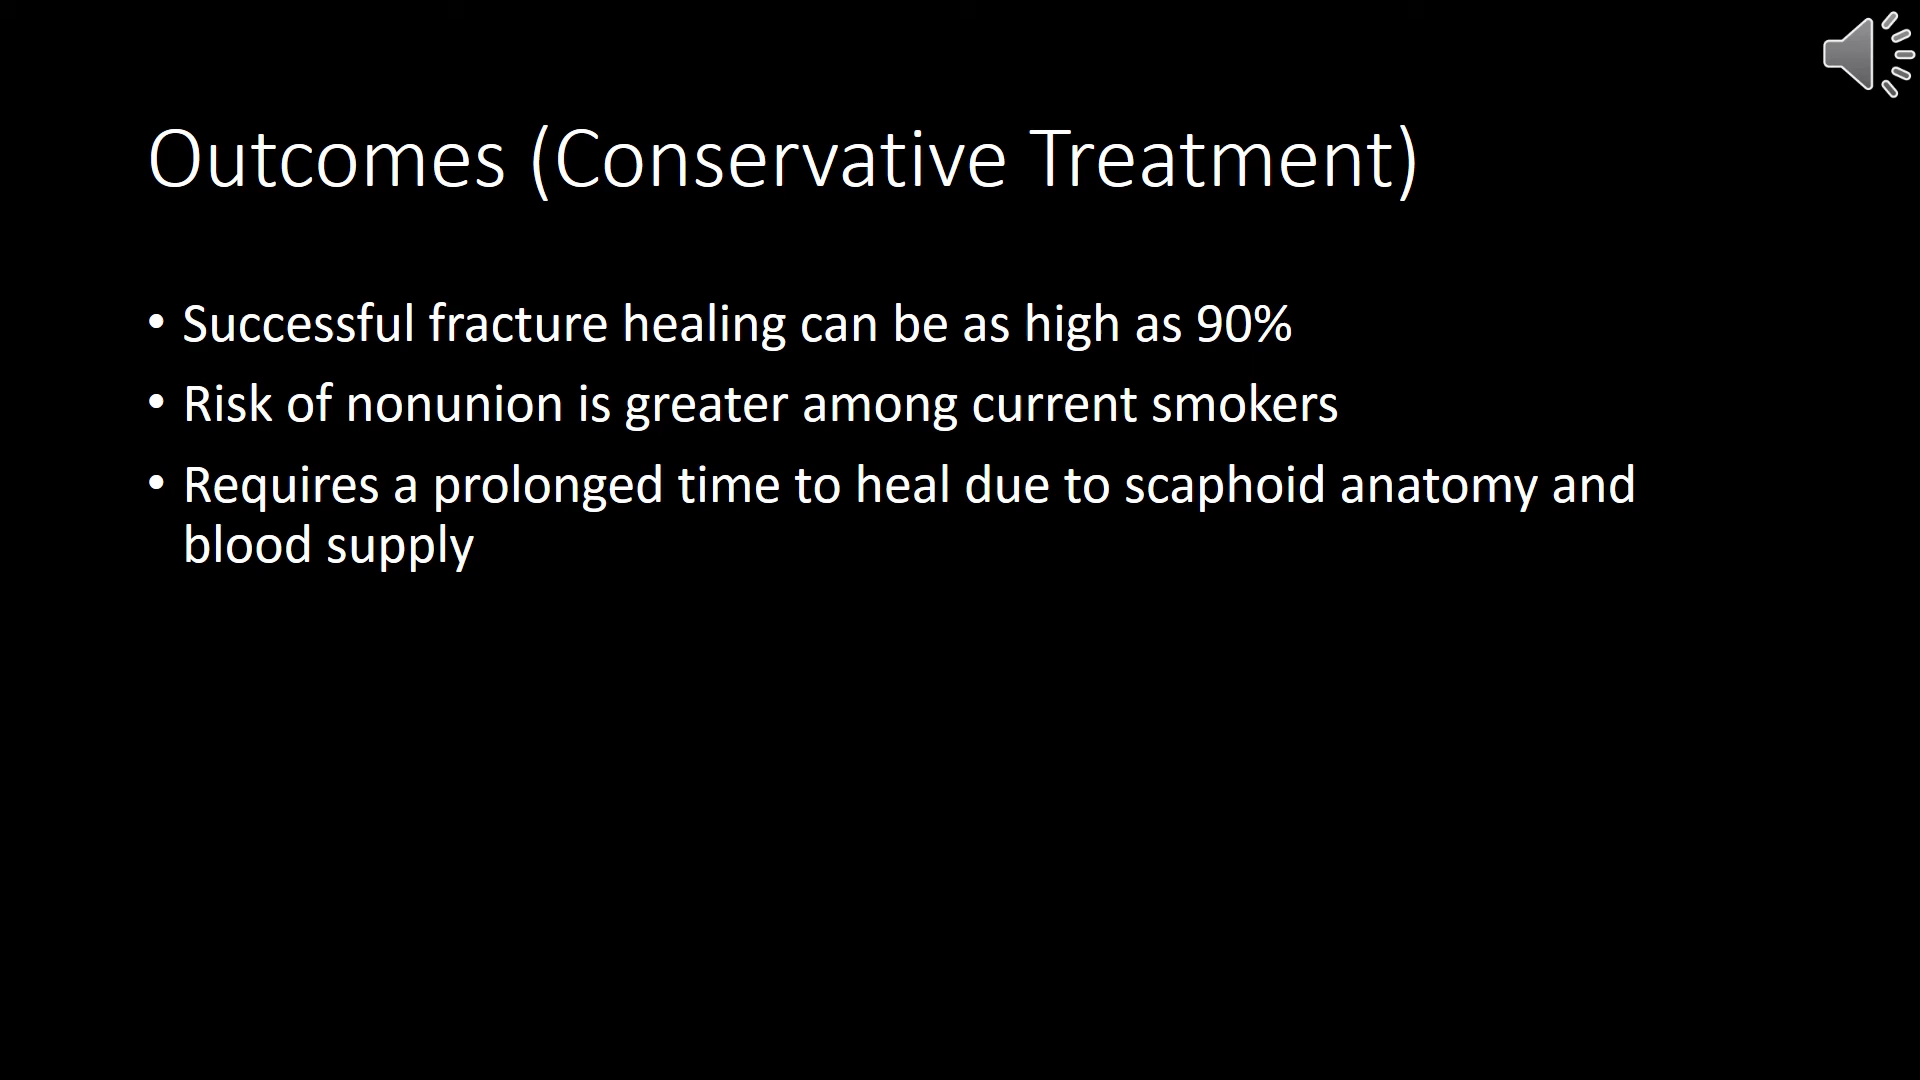 Outcomes (Conservative Treatment)
• Successful fracture healing can be as high as 90%
• Risk of nonunion is greater among current smokers
• Requires a prolonged time to heal due to scaphoid anatomy and
blood supply